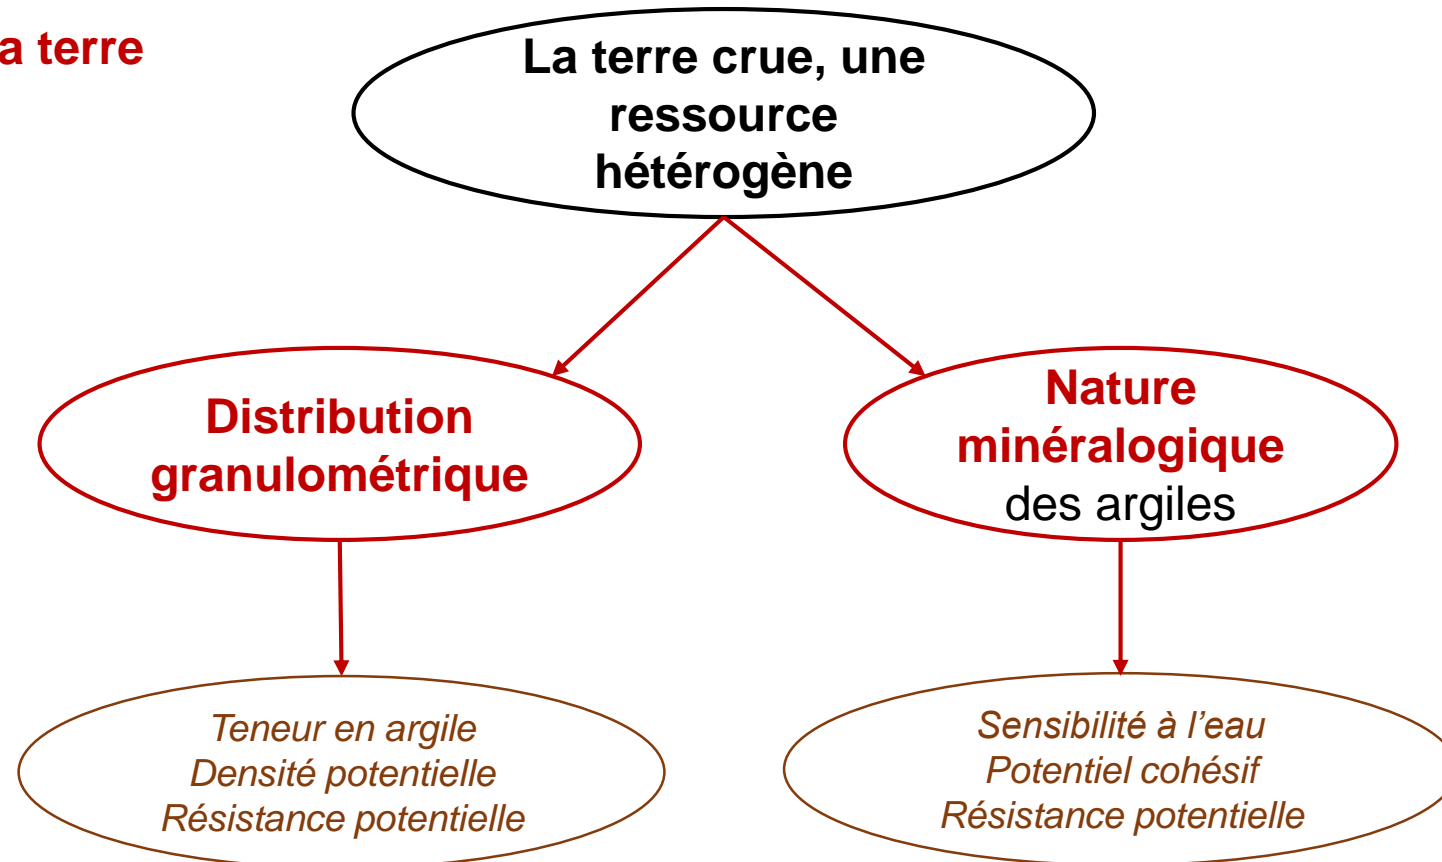 a terre
La terre crue, une
ressource
hétérogène
Distribution
granulométrique
Nature
minéralogique
des argiles
Teneur en argile
Densité potentielle
Résistance potentielle
Sensibilité à l’eau
Potentiel cohésif
Résistance potentielle